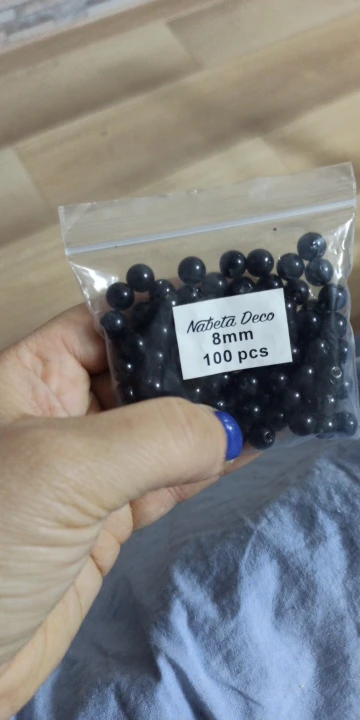 Nabeta Deco
8mm
100 pcs